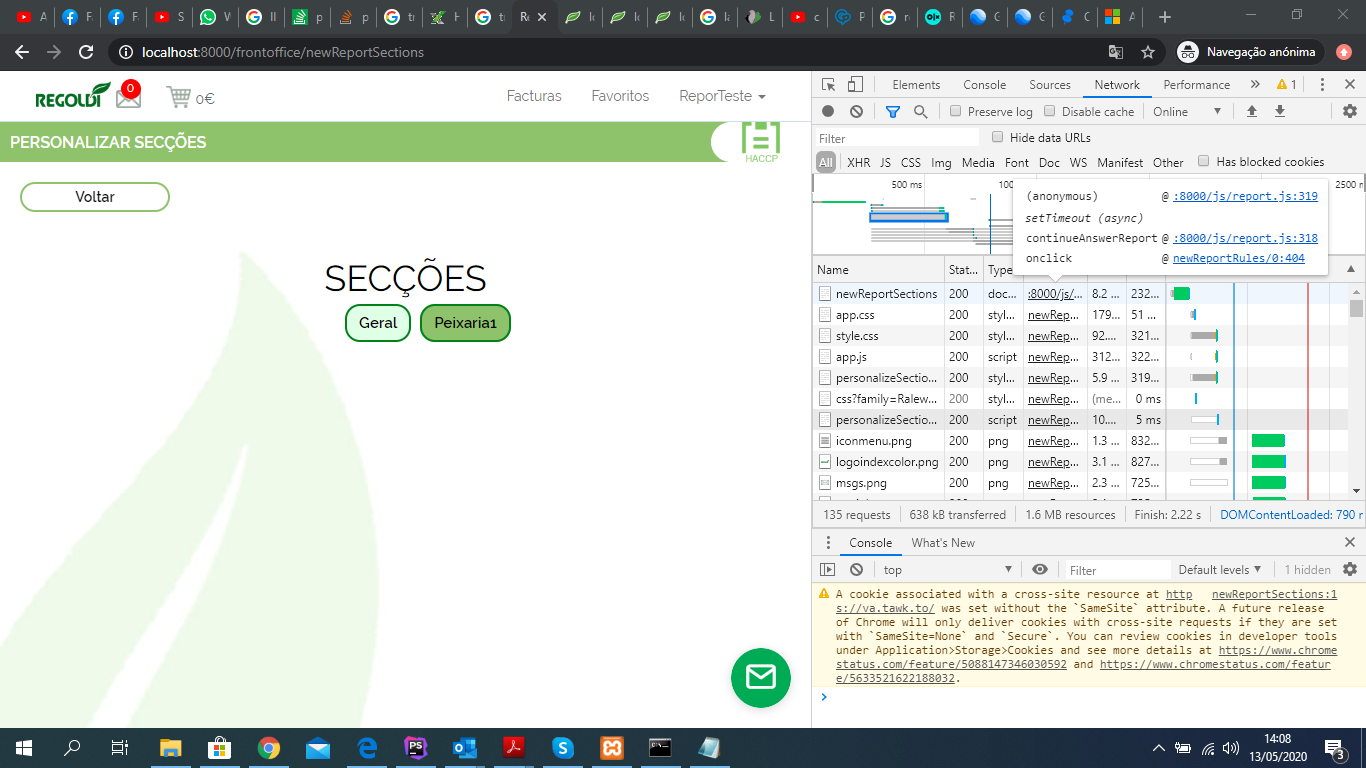 A
F
F
S
W
G
II
p
p
tr
H
tr
Re
Ic
Ic
Ic
L
c
P
re
R
G
G
C
A
localhost:8000/frontoffice/newReportSections
Navegação anónima
REGOLDI
0
0€
Facturas
Favoritos
ReporTeste
PERSONALIZAR SECÇÕES
HACCP
Voltar
SECÇÕES
Geral
Peixaria1
Elements
Console
Sources
Network
Performance
»
1
Preserve log
Disable cache
Online
Filter
Hide data URLs
All
XHR
JS
CSS
Img
Media
Font
Doc
WS
Manifest
Other
Has blocked cookies
500 ms
100
2500 m
(anonymous) @ :8000/js/report.js:319
setTimeout (async)
continueAnswerReport @ :8000/js/report.js:318
onclick @ newReportRules/0:404
Name Stat... Type
newReportSections 200 doc... :8000/js/... 8.2 ... 232...
app.css 200 styl... newRep... 179... 51 ...
style.css 200 styl... newRep... 92.... 321...
app.js 200 script newRep... 312... 322...
personalizeSectio... 200 styl... newRep... 5.9 ... 319...
css?family=Ralew... 200 styl... newRep... (me... 0 ms
personalizeSectio... 200 script newRep... 10.... 5 ms
iconmenu.png 200 png newRep... 1.3 ... 832...
logoindexcolor.png 200 png newRep... 3.1 ... 827...
msgs.png 200 png newRep... 2.3 ... 725...
135 requests
638 kB transferred
1.6 MB resources
Finish: 2.22 s
DOMContentLoaded: 790 r
Console
What's New
top
Filter
Default levels
1 hidden
A cookie associated with a cross-site resource at http newReportSections:1
s://va.tawk.to/ was set without the `SameSite` attribute. A future release
of Chrome will only deliver cookies with cross-site requests if they are set
with `SameSite=None` and `Secure`. You can review cookies in developer tools
under Application>Storage>Cookies and see more details at https://www.chrome
status.com/feature/5088147346030592 and https://www.chromestatus.com/featur
e/5633521622188032.
14:08
13/05/2020
3